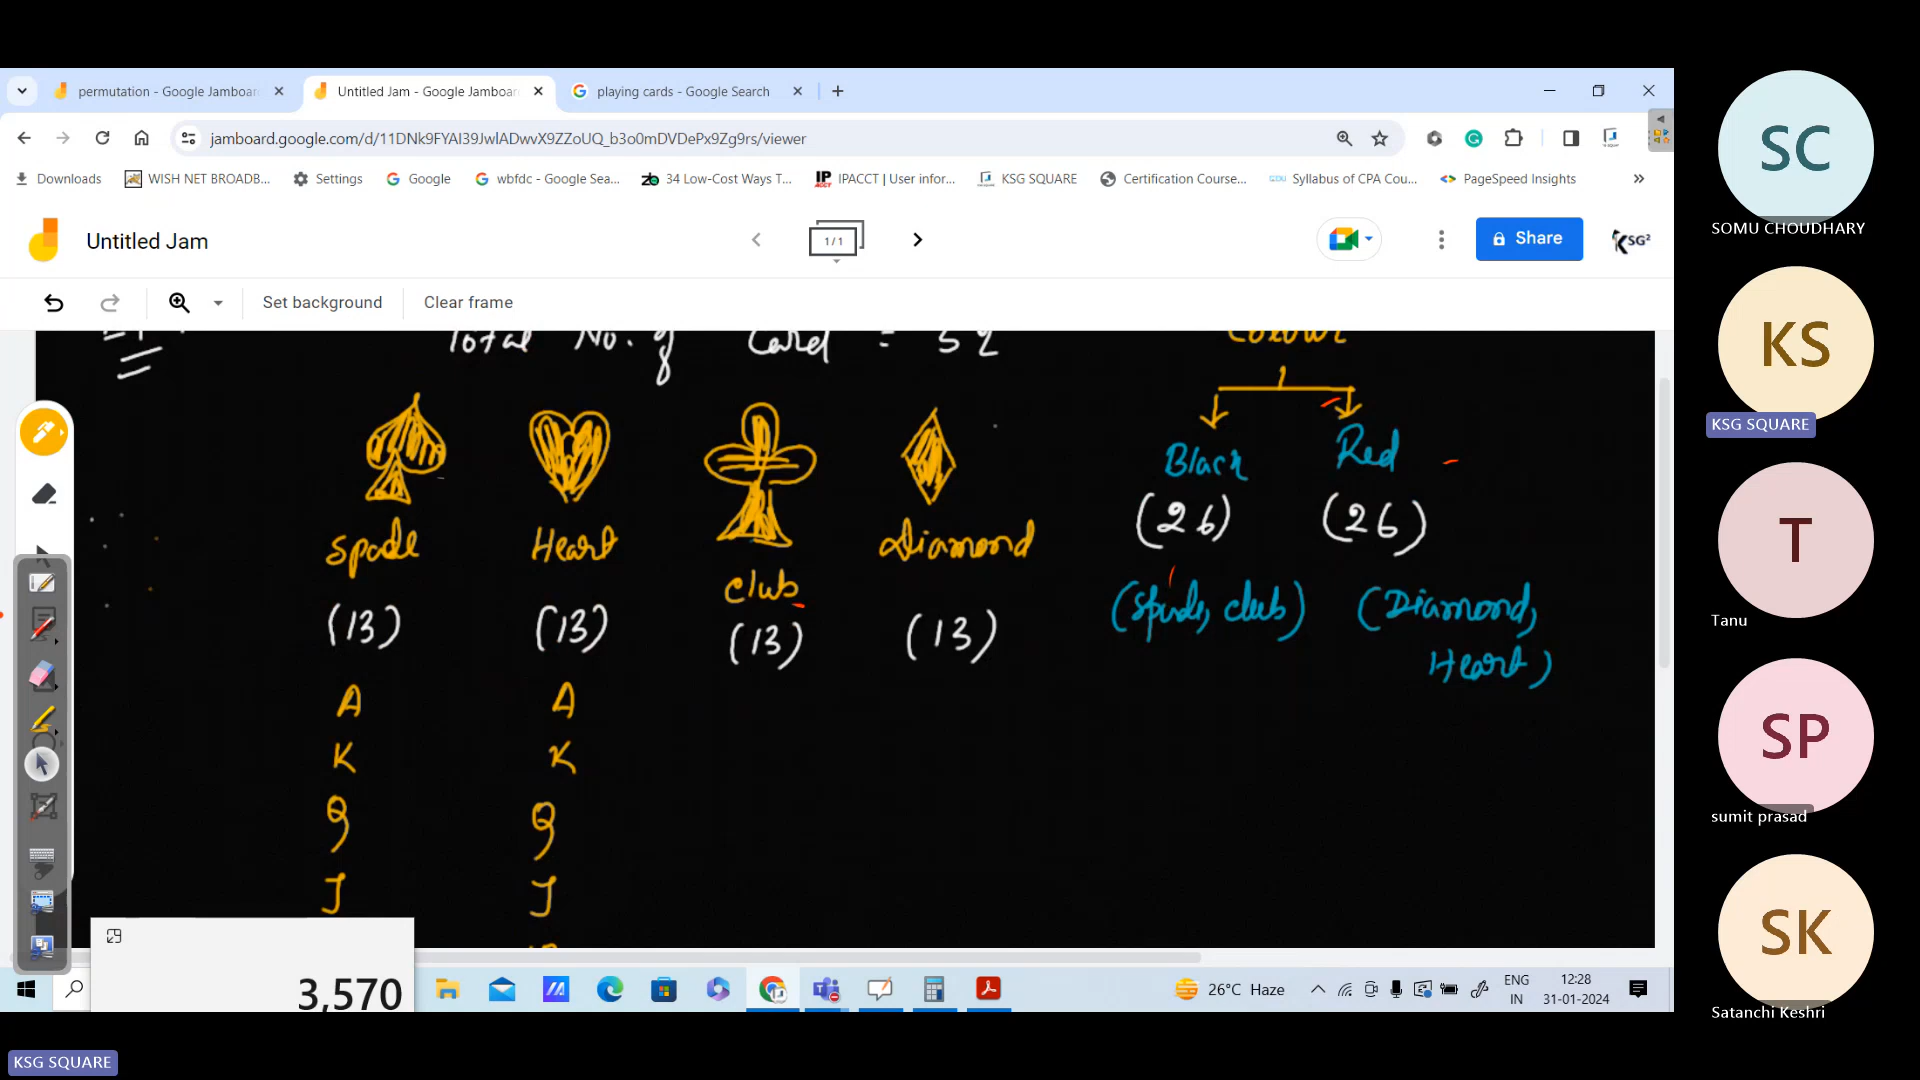 permutation - Google Jamboar
Untitled Jam - Google Jamboar
playing cards - Google Search
jamboard.google.com/d/11DNk9FYAI39JwlADwvX9ZZoUQ_b3o0mDVDePx9Zg9rs/viewer
Downloads
WISH NET BROADB...
Settings
Google
wbfdc - Google Sea...
34 Low-Cost Ways T...
IPACCT | User infor...
KSG SQUARE
Certification Course...
Syllabus of CPA Cou...
PageSpeed Insights
Untitled Jam
1/1
Share
KSG²
Set background
Clear frame
Total No. of Card = 52
Colour
Black Red
(26) (26)
(Spade, club) (Diamond,
Heart)
Spade Heart club Diamond
(13) (13) (13) (13)
A A
K K
Q Q
J J
3,570
26°C Haze
ENG
IN
12:28
31-01-2024
SC
SOMU CHOUDHARY
KS
KSG SQUARE
T
Tanu
SP
sumit prasad
SK
Satanchi Keshri
KSG SQUARE